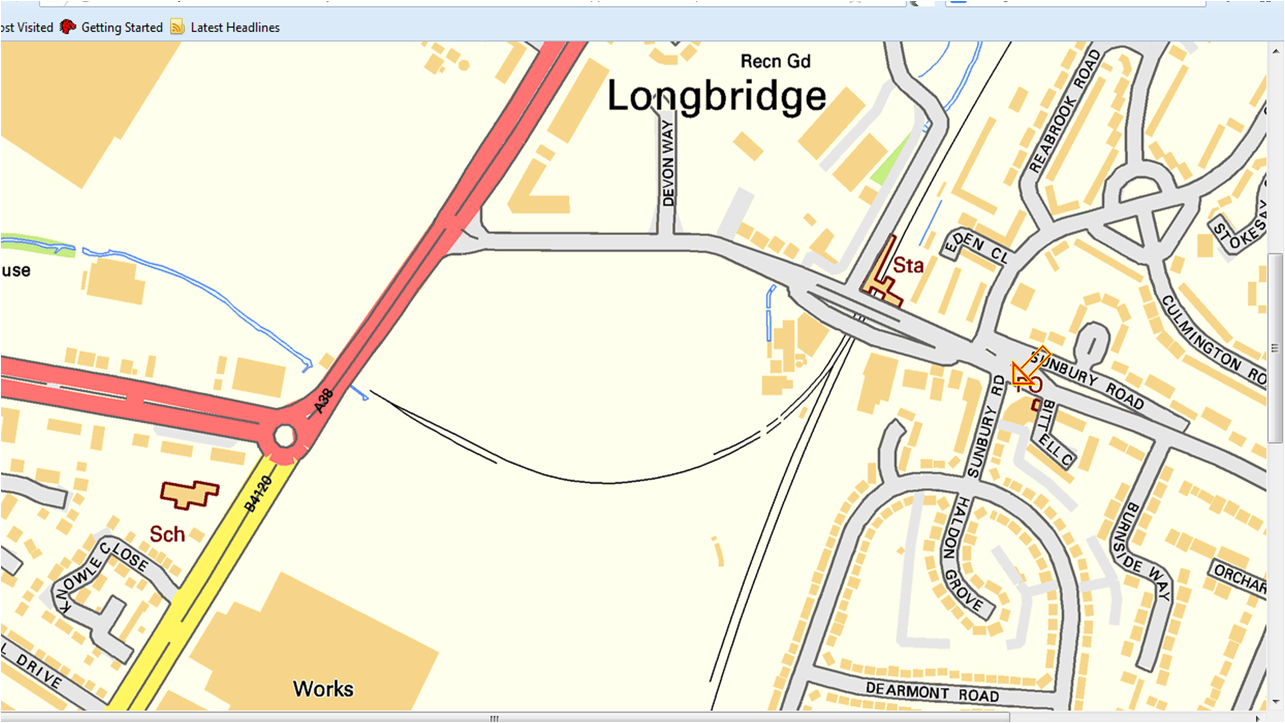 ost Visited Getting Started Latest Headlines
Recn Gd
Longbridge
REABROOK ROAD
DEVON WAY
STOKESAY
EDEN CL
Sta
use
CULMINGTON RO
SUNBURY ROAD
A38
PO
SUNBURY RD
BITTELL C
B4120
Sch
HALDON GROVE
BURNSIDE WAY
KNOWLE CLOSE
ORCHAR
L DRIVE
Works
DEARMONT ROAD